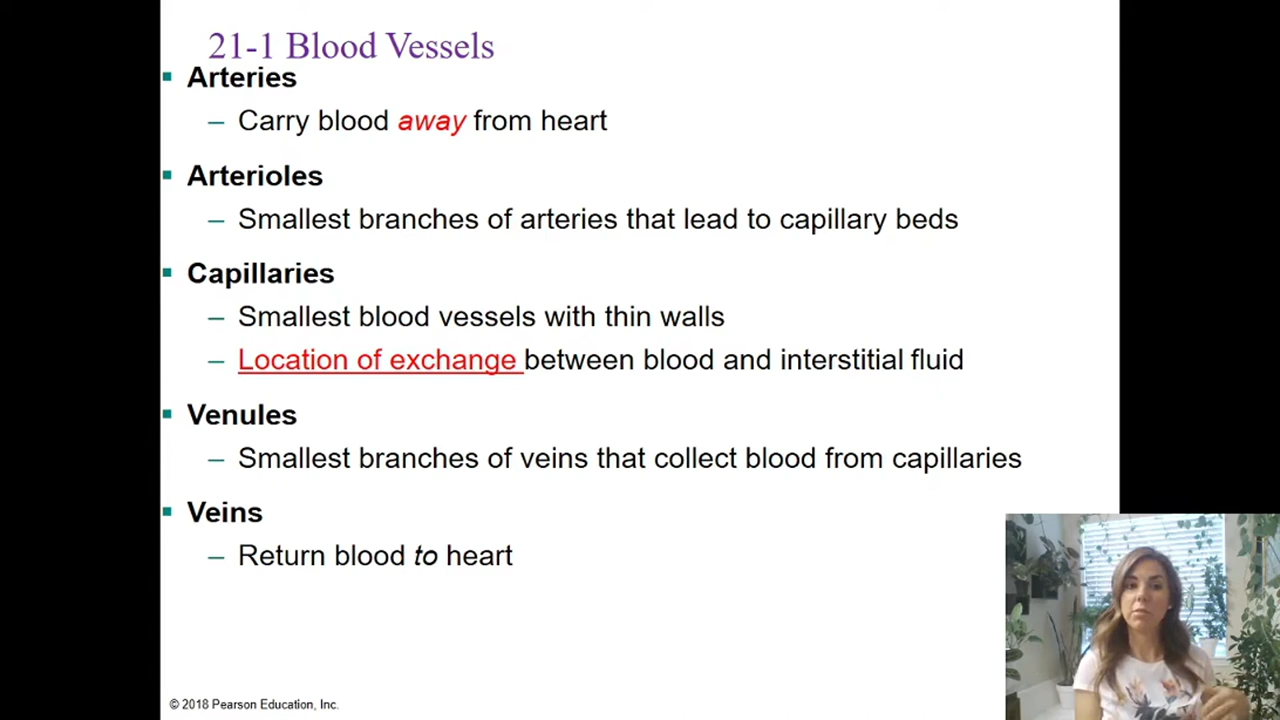 21-1 Blood Vessels
▪ Arteries
– Carry blood away from heart
▪ Arterioles
– Smallest branches of arteries that lead to capillary beds
▪ Capillaries
– Smallest blood vessels with thin walls
– Location of exchange between blood and interstitial fluid
▪ Venules
– Smallest branches of veins that collect blood from capillaries
▪ Veins
– Return blood to heart
© 2018 Pearson Education, Inc.